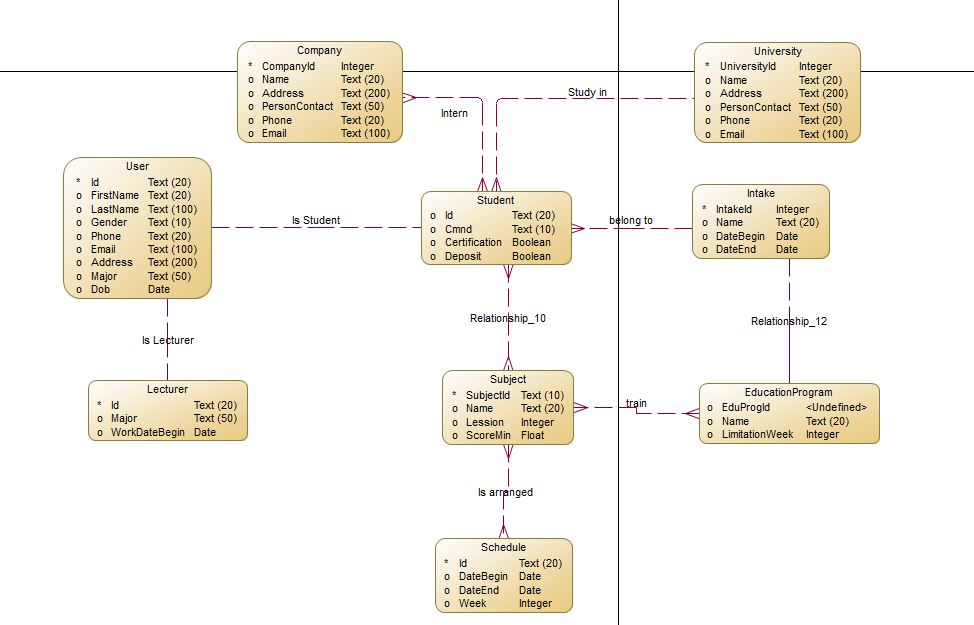 Company
* CompanyId Integer
o Name Text (20)
o Address Text (200)
o PersonContact Text (50)
o Phone Text (20)
o Email Text (100)
University
* UniversityId Integer
o Name Text (20)
o Address Text (200)
o PersonContact Text (50)
o Phone Text (20)
o Email Text (100)
Study in
Intern
User
* Id Text (20)
o FirstName Text (20)
o LastName Text (100)
o Gender Text (10)
o Phone Text (20)
o Email Text (100)
o Address Text (200)
o Major Text (50)
o Dob Date
Is Student
Student
o Id Text (20)
o Cmnd Text (10)
o Certification Boolean
o Deposit Boolean
belong to
Intake
* IntakeId Integer
o Name Text (20)
o DateBegin Date
o DateEnd Date
Relationship_10
Relationship_12
Is Lecturer
Lecturer
* Id Text (20)
o Major Text (50)
o WorkDateBegin Date
Subject
* SubjectId Text (10)
o Name Text (20)
o Lession Integer
o ScoreMin Float
train
EducationProgram
o EduProgId <Undefined>
o Name Text (20)
o LimitationWeek Integer
Is arranged
Schedule
* Id Text (20)
o DateBegin Date
o DateEnd Date
o Week Integer